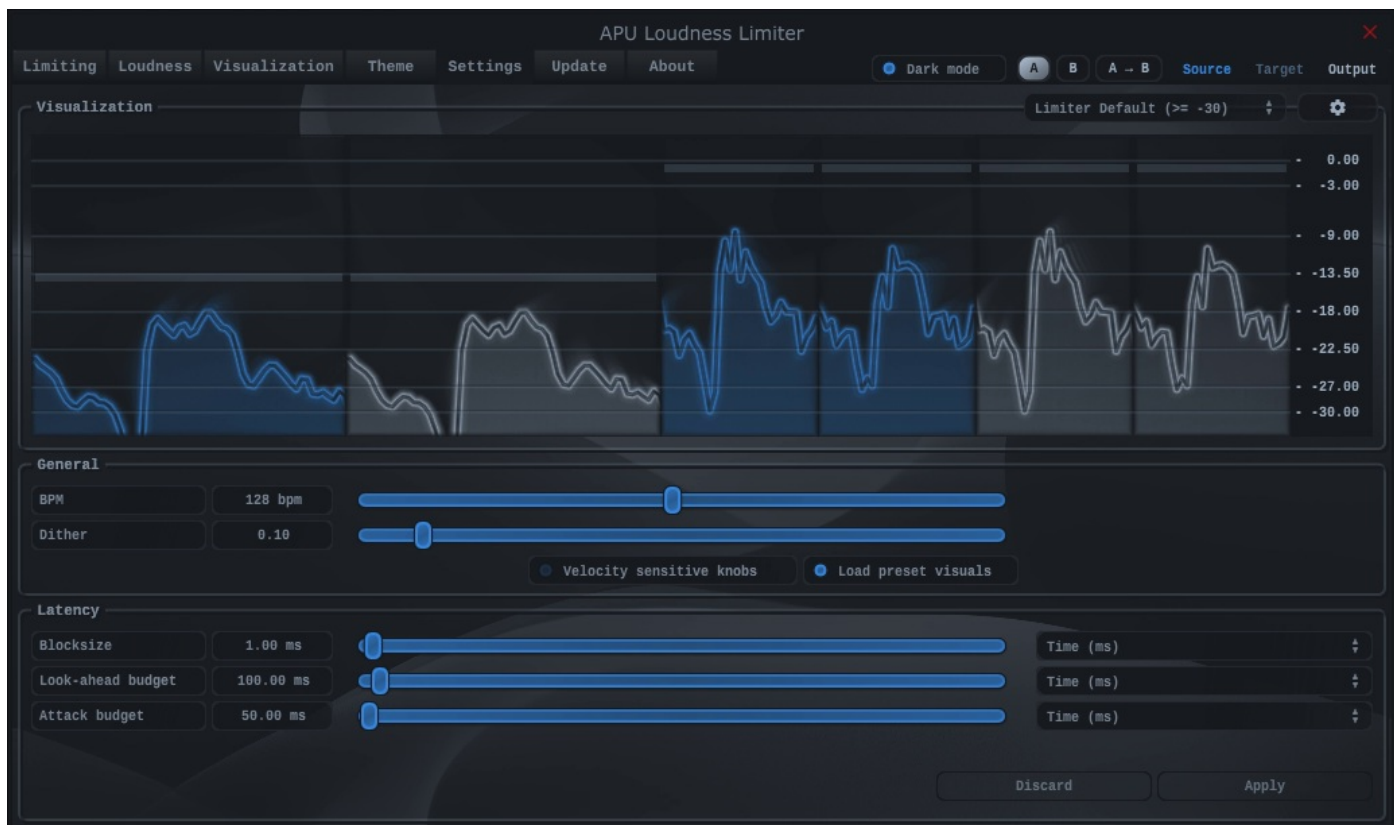 APU Loudness Limiter
Limiting Loudness Visualization Theme Settings Update About Dark mode A B A → B Source Target Output
Visualization Limiter Default (>= -30)
- 0.00
- -3.00
- -9.00
- -13.50
- -18.00
- -22.50
- -27.00
- -30.00
General
BPM 128 bpm
Dither 0.10
Velocity sensitive knobs Load preset visuals
Latency
Blocksize 1.00 ms Time (ms)
Look-ahead budget 100.00 ms Time (ms)
Attack budget 50.00 ms Time (ms)
Discard Apply